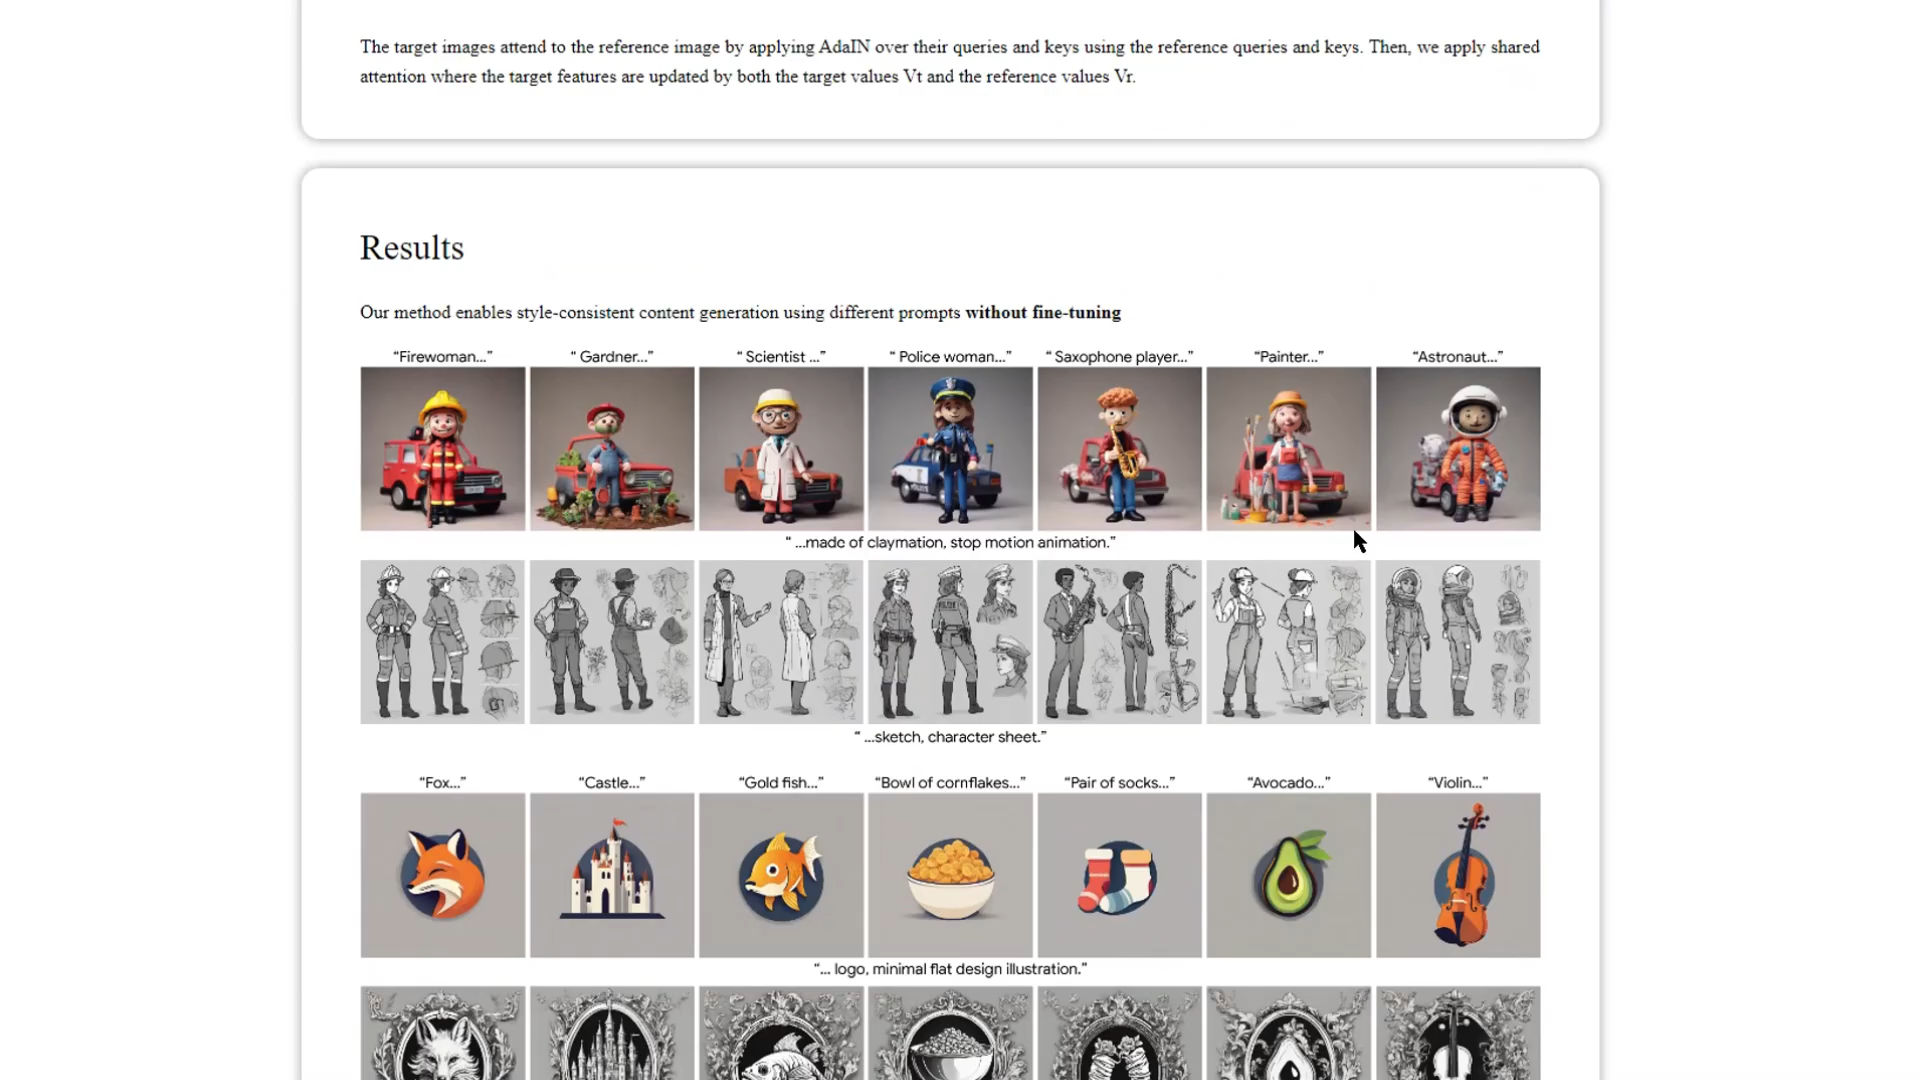 The target images attend to the reference image by applying AdaIN over their queries and keys using the reference queries and keys. Then, we apply shared
attention where the target features are updated by both the target values Vt and the reference values Vr.
Results
Our method enables style-consistent content generation using different prompts without fine-tuning
“Firewoman...” “ Gardner...” “ Scientist ...” “ Police woman...” “ Saxophone player...” “Painter...” “Astronaut...”
“ ...made of claymation, stop motion animation.”
“ ...sketch, character sheet.”
“Fox...” “Castle...” “Gold fish...” “Bowl of cornflakes...” “Pair of socks...” “Avocado...” “Violin...”
“... logo, minimal flat design illustration.”